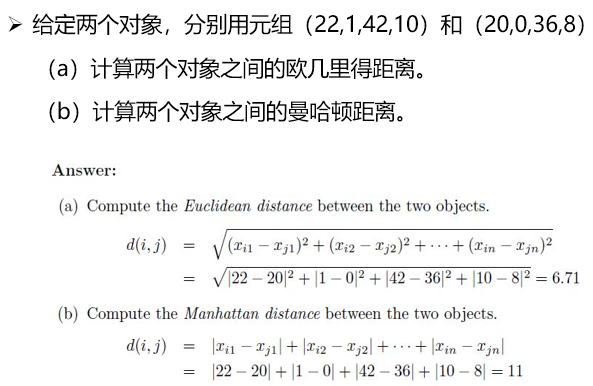 ➢ 给定两个对象，分别用元组（22,1,42,10）和（20,0,36,8）
（a）计算两个对象之间的欧几里得距离。
（b）计算两个对象之间的曼哈顿距离。
Answer:
(a) Compute the Euclidean distance between the two objects.
d(i, j) = √(x_{i1} − x_{j1})² + (x_{i2} − x_{j2})² + ··· + (x_{in} − x_{jn})²
= √|22 − 20|² + |1 − 0|² + |42 − 36|² + |10 − 8|² = 6.71
(b) Compute the Manhattan distance between the two objects.
d(i, j) = |x_{i1} − x_{j1}| + |x_{i2} − x_{j2}| + ··· + |x_{in} − x_{jn}|
= |22 − 20| + |1 − 0| + |42 − 36| + |10 − 8| = 11